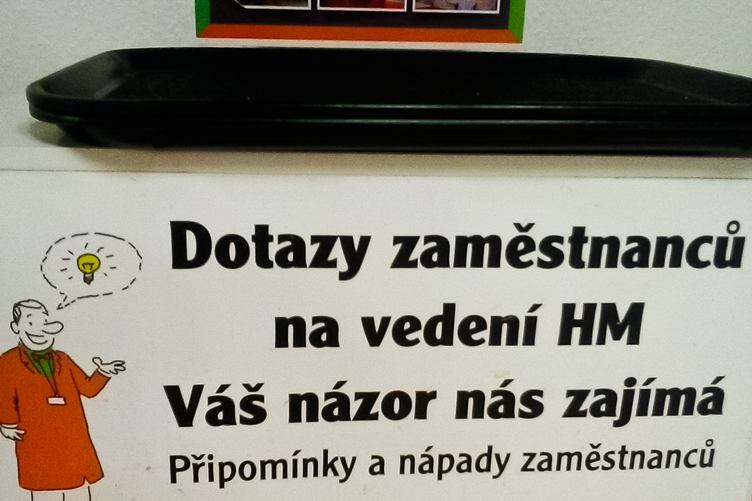 Dotazy zaměstnanců
na vedení HM
Váš názor nás zajímá
Připomínky a nápady zaměstnanců